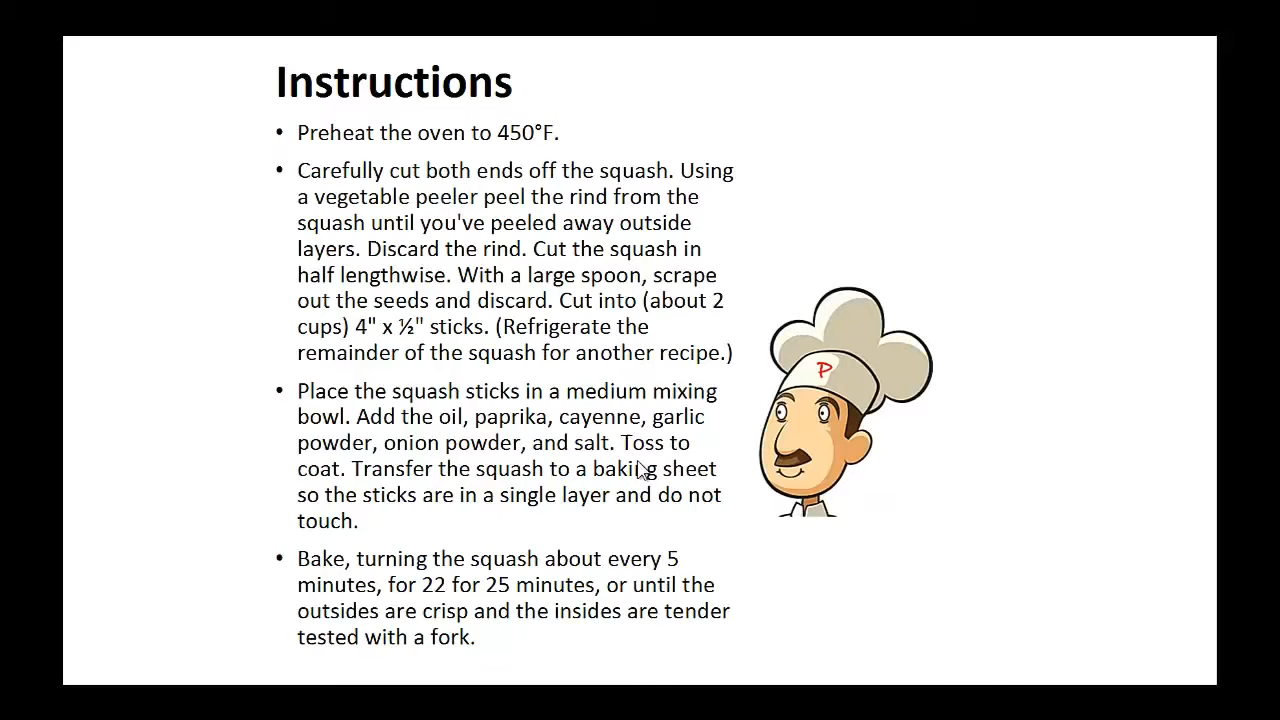 Instructions
• Preheat the oven to 450°F.
• Carefully cut both ends off the squash. Using
a vegetable peeler peel the rind from the
squash until you've peeled away outside
layers. Discard the rind. Cut the squash in
half lengthwise. With a large spoon, scrape
out the seeds and discard. Cut into (about 2
cups) 4" x ½" sticks. (Refrigerate the
remainder of the squash for another recipe.)
• Place the squash sticks in a medium mixing
bowl. Add the oil, paprika, cayenne, garlic
powder, onion powder, and salt. Toss to
coat. Transfer the squash to a baking sheet
so the sticks are in a single layer and do not
touch.
• Bake, turning the squash about every 5
minutes, for 22 for 25 minutes, or until the
outsides are crisp and the insides are tender
tested with a fork.
P